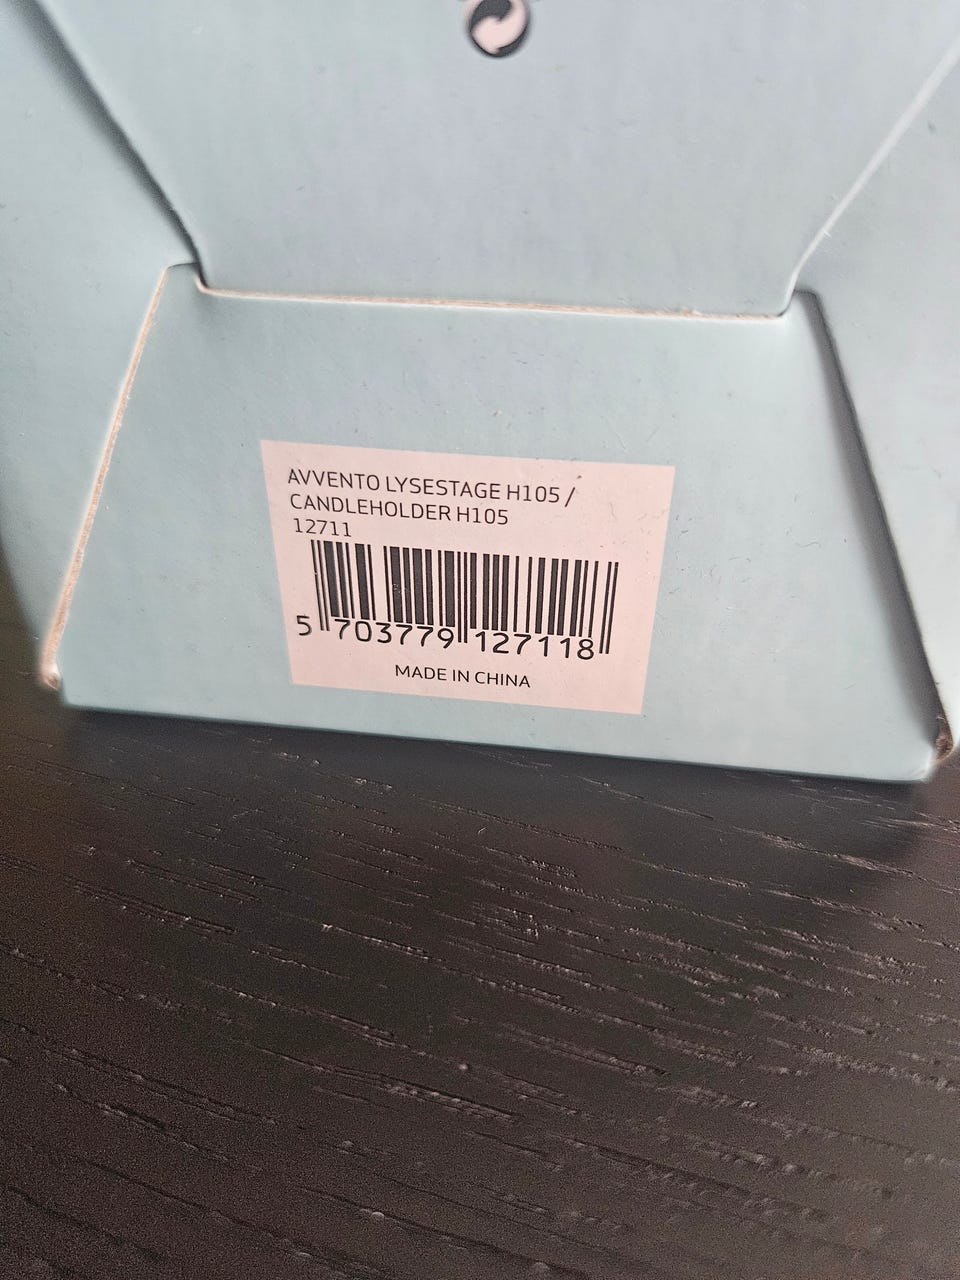 AVVENTO LYSESTAGE H105 /
CANDLEHOLDER H105
12711
5 703779 127118
MADE IN CHINA